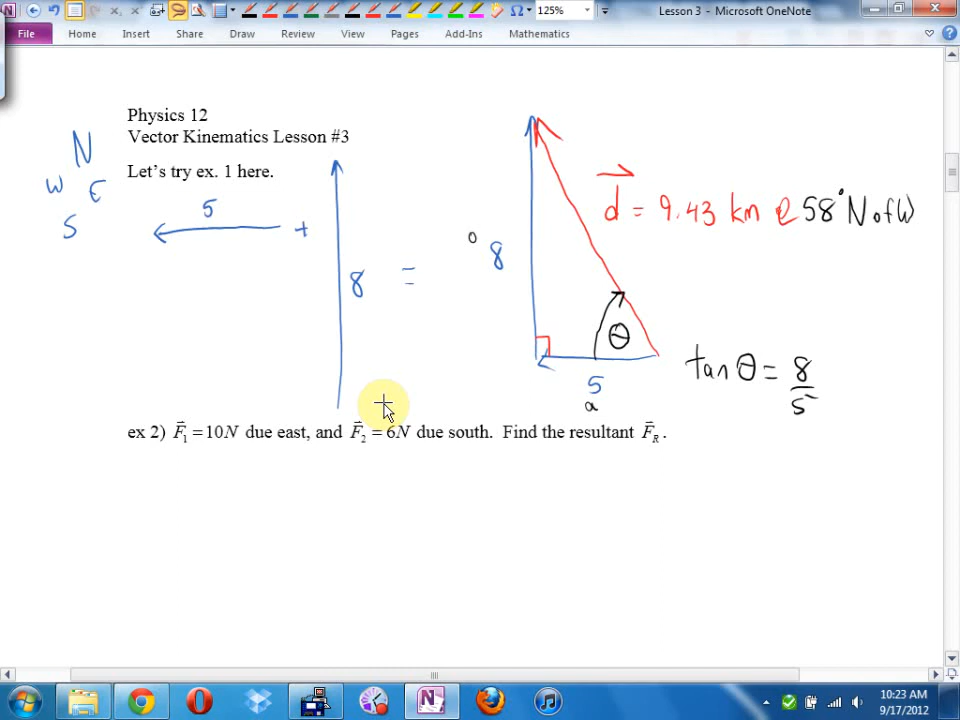 125%
Lesson 3 - Microsoft OneNote
File Home Insert Share Draw Review Pages View Add-Ins Mathematics
Physics 12
Vector Kinematics Lesson #3
Let's try ex. 1 here.
N
W E
S
5
+
8
=
o 8
d = 9.43 km @ 58° N of W
θ
5
a
tan θ = 8/5
ex 2) F₁ = 10N due east, and F₂ = 6N due south. Find the resultant F_R.
10:23 AM
9/17/2012